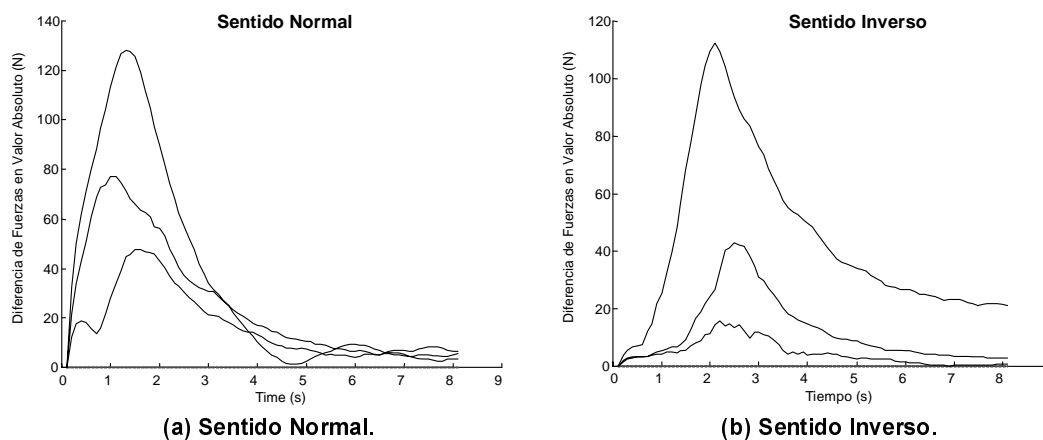 Sentido Normal
Diferencia de Fuerzas en Valor Absoluto (N)
140
120
100
80
60
40
20
0
0 1 2 3 4 5 6 7 8 9
Time (s)
(a) Sentido Normal.
Sentido Inverso
Diferencia de Fuerzas en Valor Absoluto (N)
120
100
80
60
40
20
0
0 1 2 3 4 5 6 7 8
Tiempo (s)
(b) Sentido Inverso.